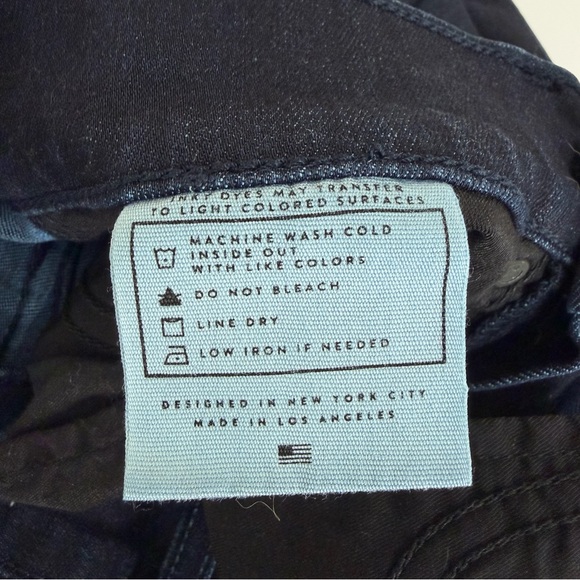 INKY DYES MAY TRANSFER
TO LIGHT COLORED SURFACES
MACHINE WASH COLD
INSIDE OUT
WITH LIKE COLORS
DO NOT BLEACH
LINE DRY
LOW IRON IF NEEDED
DESIGNED IN NEW YORK CITY
MADE IN LOS ANGELES